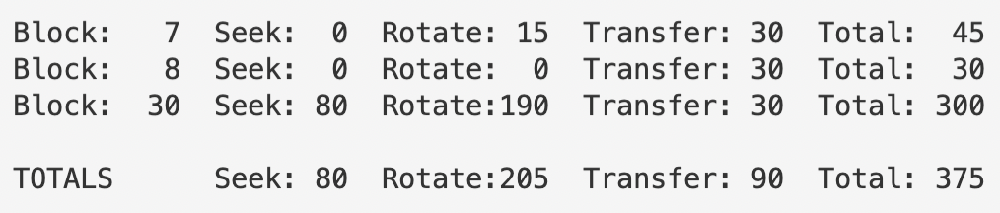 Block:   7  Seek:  0  Rotate: 15  Transfer: 30  Total:  45
Block:   8  Seek:  0  Rotate:  0  Transfer: 30  Total:  30
Block:  30  Seek: 80  Rotate:190  Transfer: 30  Total: 300
TOTALS      Seek: 80  Rotate:205  Transfer: 90  Total: 375